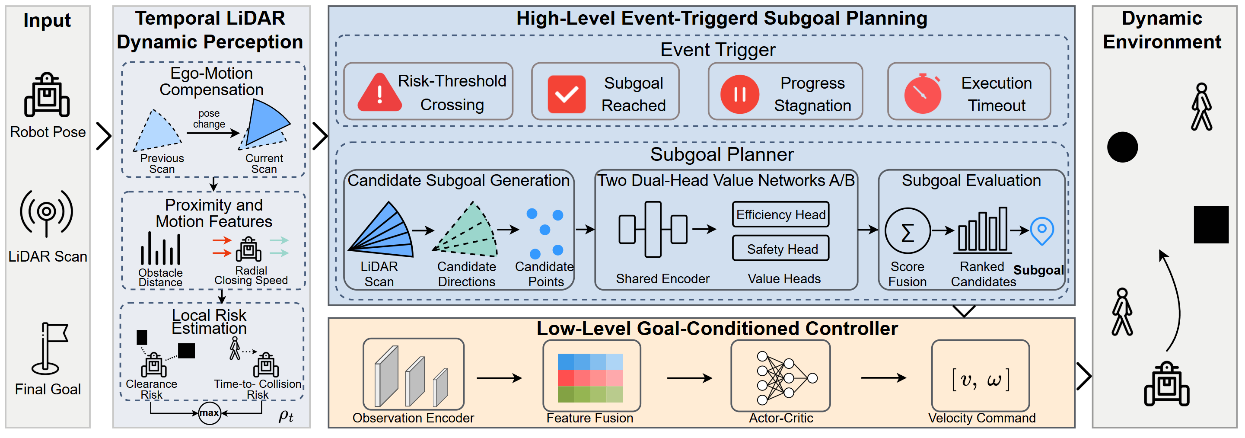 Input
Robot Pose
LiDAR Scan
Final Goal
Temporal LiDAR
Dynamic Perception
Ego-Motion
Compensation
pose
change
Previous
Scan
Current
Scan
Proximity and
Motion Features
Obstacle
Distance
Radial
Closing Speed
Local Risk
Estimation
Clearance
Risk
Time-to- Collision
Risk
max
ρt
High-Level Event-Triggerd Subgoal Planning
Event Trigger
Risk-Threshold
Crossing
Subgoal
Reached
Progress
Stagnation
Execution
Timeout
Subgoal Planner
Candidate Subgoal Generation
LiDAR
Scan
Candidate
Directions
Candidate
Points
Two Dual-Head Value Networks A/B
Shared Encoder
Efficiency Head
Safety Head
Value Heads
Subgoal Evaluation
Σ
Score
Fusion
Ranked
Candidates
Subgoal
Low-Level Goal-Conditioned Controller
Observation Encoder
Feature Fusion
Actor-Critic
[ v, ω ]
Velocity Command
Dynamic
Environment